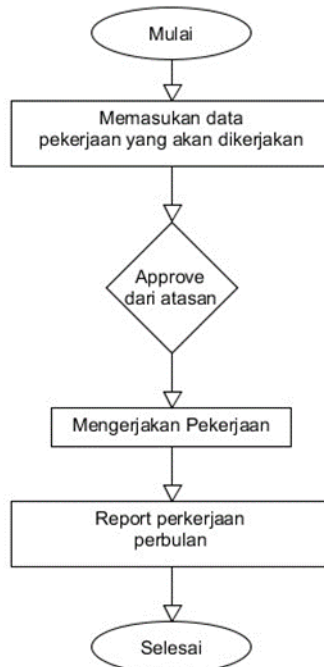 Mulai
Memasukan data
pekerjaan yang akan dikerjakan
Approve
dari atasan
Mengerjakan Pekerjaan
Report perkerjaan
perbulan
Selesai